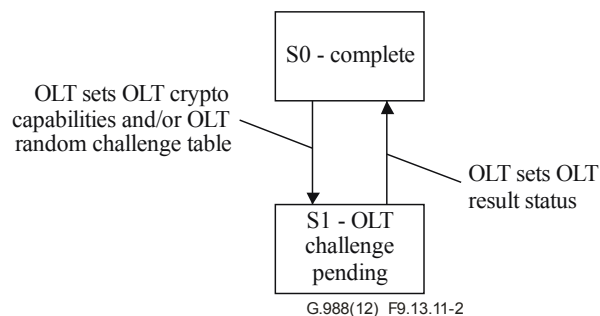 S0 - complete
OLT sets OLT crypto
capabilities and/or OLT
random challenge table
OLT sets OLT
result status
S1 - OLT
challenge
pending
G.988(12)_F9.13.11-2